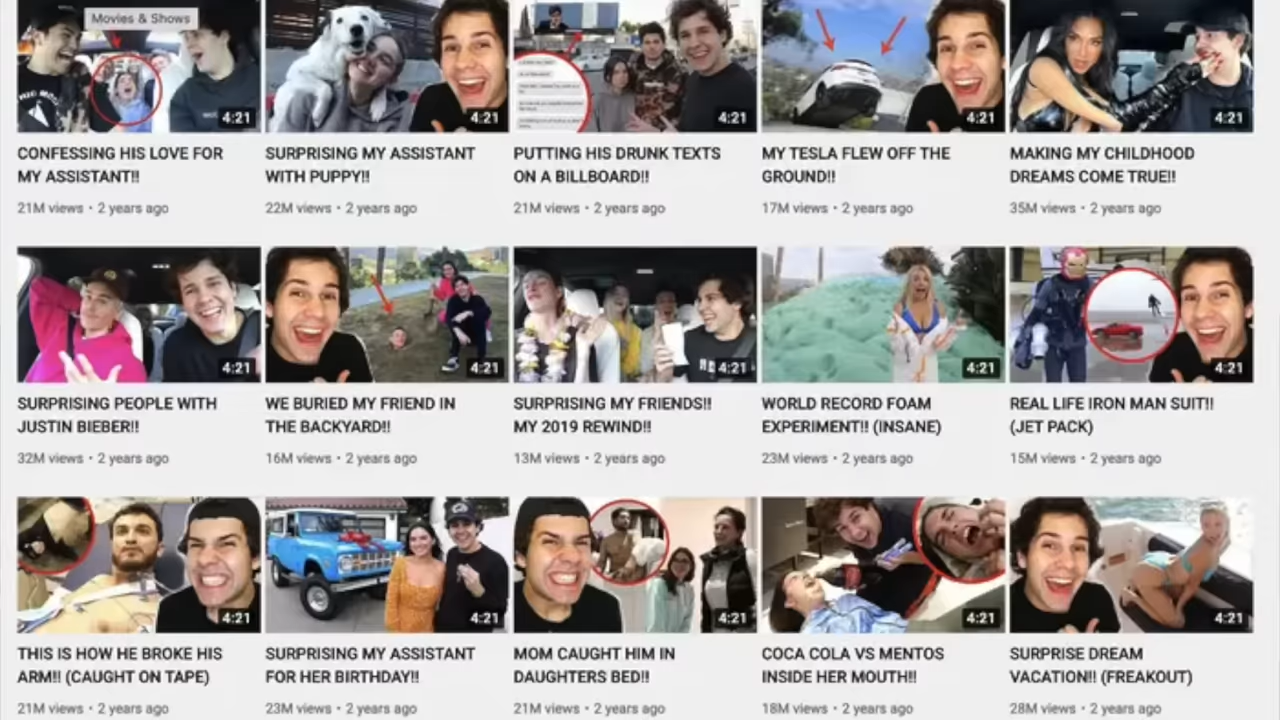 Movies & Shows
4:21
4:21
4:21
4:21
4:21
CONFESSING HIS LOVE FOR
MY ASSISTANT!!
21M views • 2 years ago
SURPRISING MY ASSISTANT
WITH PUPPY!!
22M views • 2 years ago
PUTTING HIS DRUNK TEXTS
ON A BILLBOARD!!
21M views • 2 years ago
MY TESLA FLEW OFF THE
GROUND!!
17M views • 2 years ago
MAKING MY CHILDHOOD
DREAMS COME TRUE!!
35M views • 2 years ago
4:21
4:21
4:21
4:21
4:21
SURPRISING PEOPLE WITH
JUSTIN BIEBER!!
32M views • 2 years ago
WE BURIED MY FRIEND IN
THE BACKYARD!!
16M views • 2 years ago
SURPRISING MY FRIENDS!!
MY 2019 REWIND!!
13M views • 2 years ago
WORLD RECORD FOAM
EXPERIMENT!! (INSANE)
23M views • 2 years ago
REAL LIFE IRON MAN SUIT!!
(JET PACK)
15M views • 2 years ago
4:21
4:21
4:21
4:21
4:21
THIS IS HOW HE BROKE HIS
ARM!! (CAUGHT ON TAPE)
21M views • 2 years ago
SURPRISING MY ASSISTANT
FOR HER BIRTHDAY!!
23M views • 2 years ago
MOM CAUGHT HIM IN
DAUGHTERS BED!!
21M views • 2 years ago
COCA COLA VS MENTOS
INSIDE HER MOUTH!!
18M views • 2 years ago
SURPRISE DREAM
VACATION!! (FREAKOUT)
28M views • 2 years ago